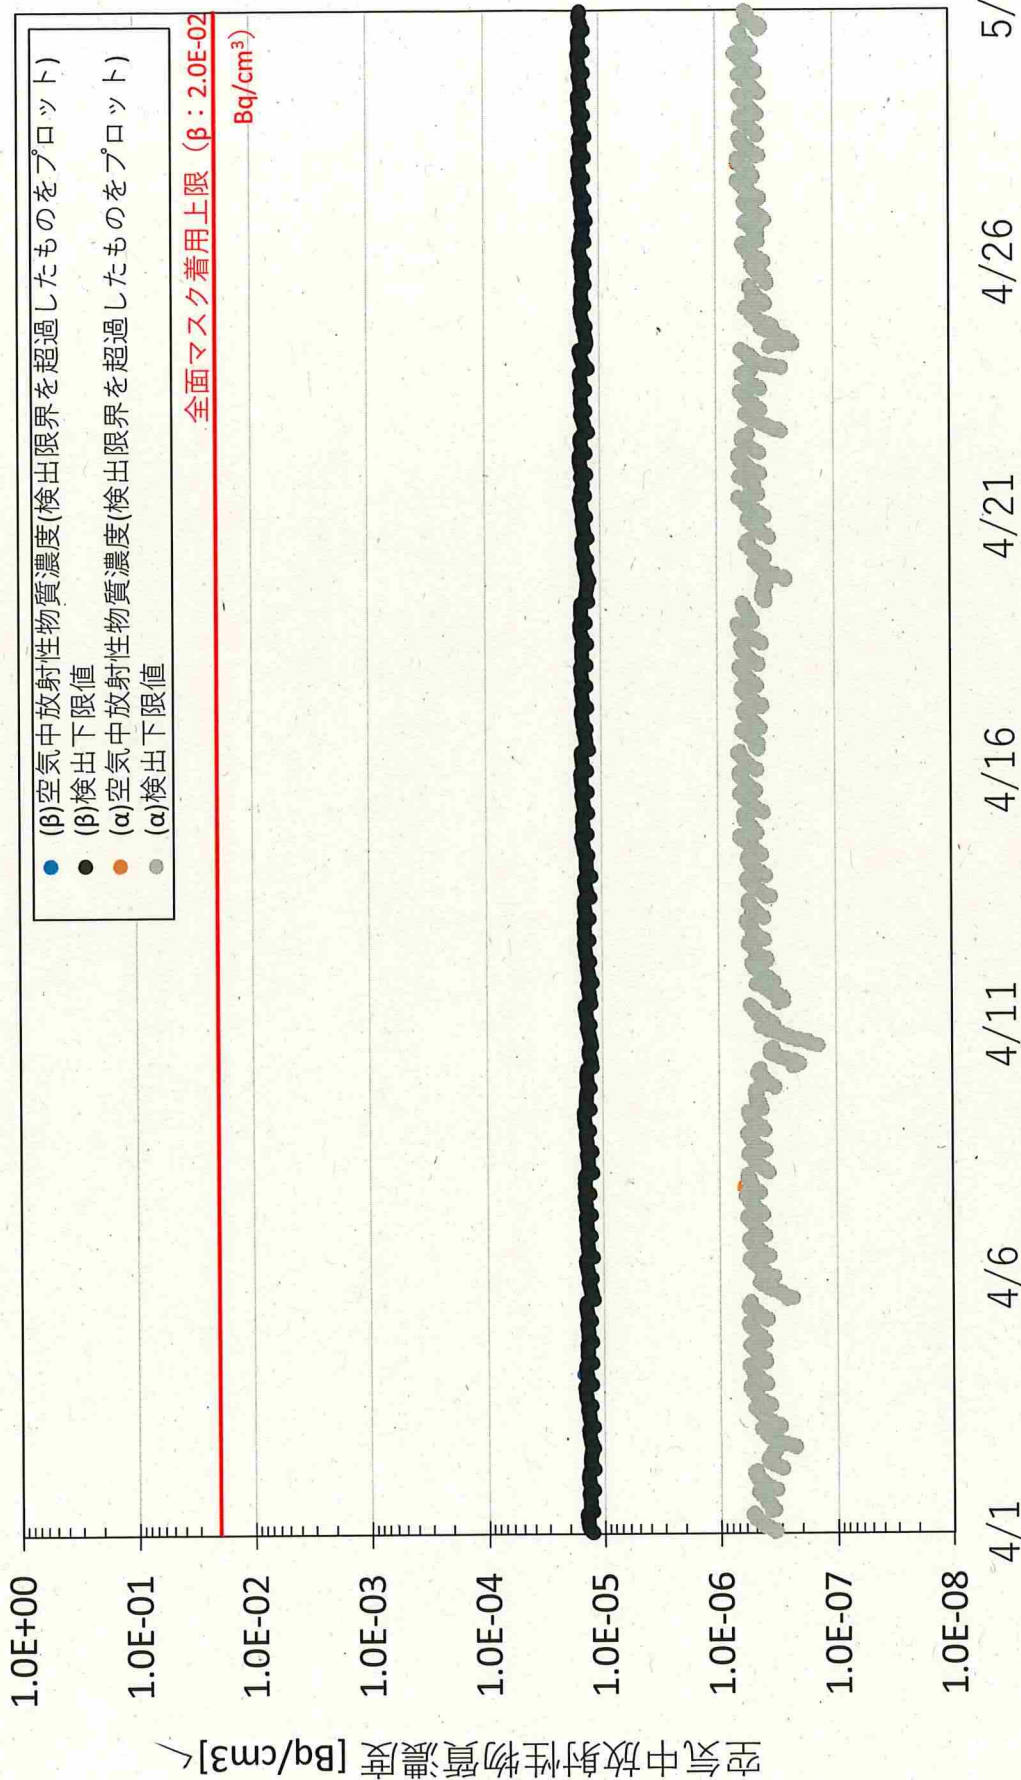 (β)空気中放射性物質濃度(検出限界を超過したものをプロット)
(β)検出下限値
(α)空気中放射性物質濃度(検出限界を超過したものをプロット)
(α)検出下限値
全面マスク着用上限（β：2.0E-02
Bq/cm³）
空気中放射性物質濃度 [Bq/cm3]
1.0E+00
1.0E-01
1.0E-02
1.0E-03
1.0E-04
1.0E-05
1.0E-06
1.0E-07
1.0E-08
4/1
4/6
4/11
4/16
4/21
4/26
5/